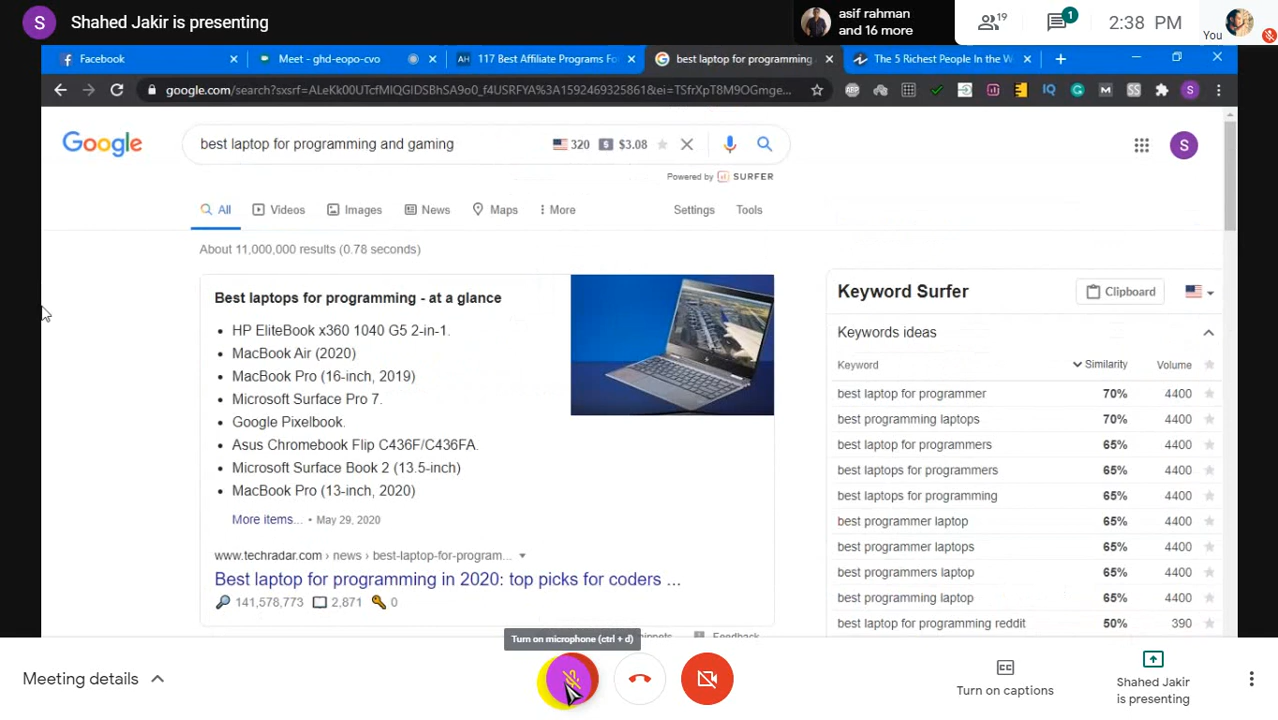 S
Shahed Jakir is presenting
asif rahman
and 16 more
19
1
2:38 PM
You
Facebook
Meet - ghd-eopo-cvo
AH
117 Best Affiliate Programs Fo
best laptop for programming
The 5 Richest People In the W
google.com/search?sxsrf=ALeKk00UTcfMIQGIDSBhSA9o0_f4USRFYA%3A1592469325861&ei=TSfrXpT8M9OGmge...
ABP
IQ
S
Google
best laptop for programming and gaming
320
S
$3.08
S
Powered by SURFER
All
Videos
Images
News
Maps
More
Settings
Tools
About 11,000,000 results (0.78 seconds)
Best laptops for programming - at a glance
• HP EliteBook x360 1040 G5 2-in-1.
• MacBook Air (2020)
• MacBook Pro (16-inch, 2019)
• Microsoft Surface Pro 7.
• Google Pixelbook.
• Asus Chromebook Flip C436F/C436FA.
• Microsoft Surface Book 2 (13.5-inch)
• MacBook Pro (13-inch, 2020)
More items... • May 29, 2020
www.techradar.com › news › best-laptop-for-program...
Best laptop for programming in 2020: top picks for coders ...
141,578,773 2,871 0
Feedback
Keyword Surfer
Clipboard
Keywords ideas
Keyword Similarity Volume
best laptop for programmer 70% 4400
best programming laptops 70% 4400
best laptop for programmers 65% 4400
best laptops for programmers 65% 4400
best laptops for programming 65% 4400
best programmer laptop 65% 4400
best programmer laptops 65% 4400
best programmers laptop 65% 4400
best programming laptop 65% 4400
best laptop for programming reddit 50% 390
Turn on microphone (ctrl + d)
Meeting details
CC
Turn on captions
Shahed Jakir
is presenting